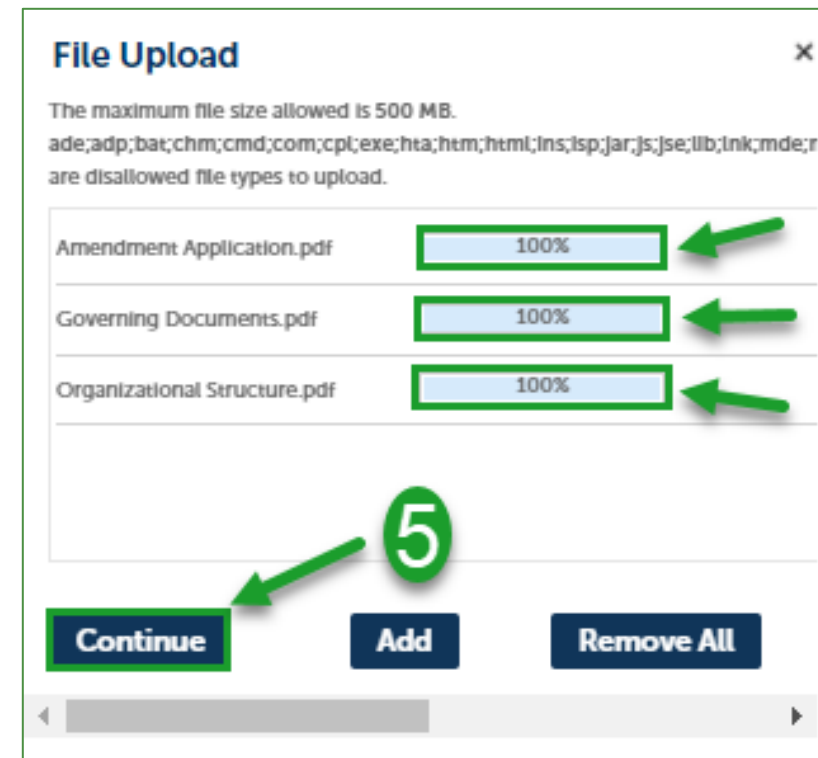 File Upload ×
The maximum file size allowed is 500 MB.
ade;adp;bat;chm;cmd;com;cpl;exe;hta;htm;html;ins;isp;jar;js;jse;lib;lnk;mde;
are disallowed file types to upload.
Amendment Application.pdf 100%
Governing Documents.pdf 100%
Organizational Structure.pdf 100%
5
Continue Add Remove All